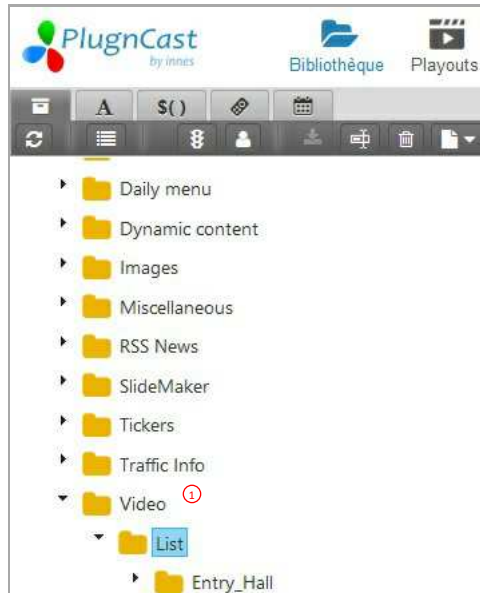 PlugnCast
by innes
Bibliothèque
Playouts
A
$()
Daily menu
Dynamic content
Images
Miscellaneous
RSS News
SlideMaker
Tickers
Traffic Info
Video 1
List
Entry_Hall